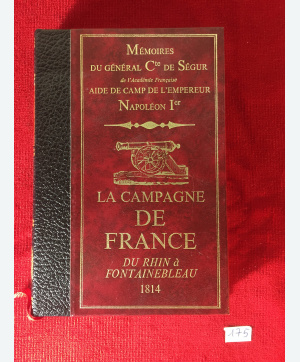 MÉMOIRES
DU GÉNÉRAL Cte DE SÉGUR
de l'Académie Française
AIDE DE CAMP DE L'EMPEREUR
NAPOLÉON Ier
LA CAMPAGNE
DE
FRANCE
DU RHIN à
FONTAINEBLEAU
1814
175